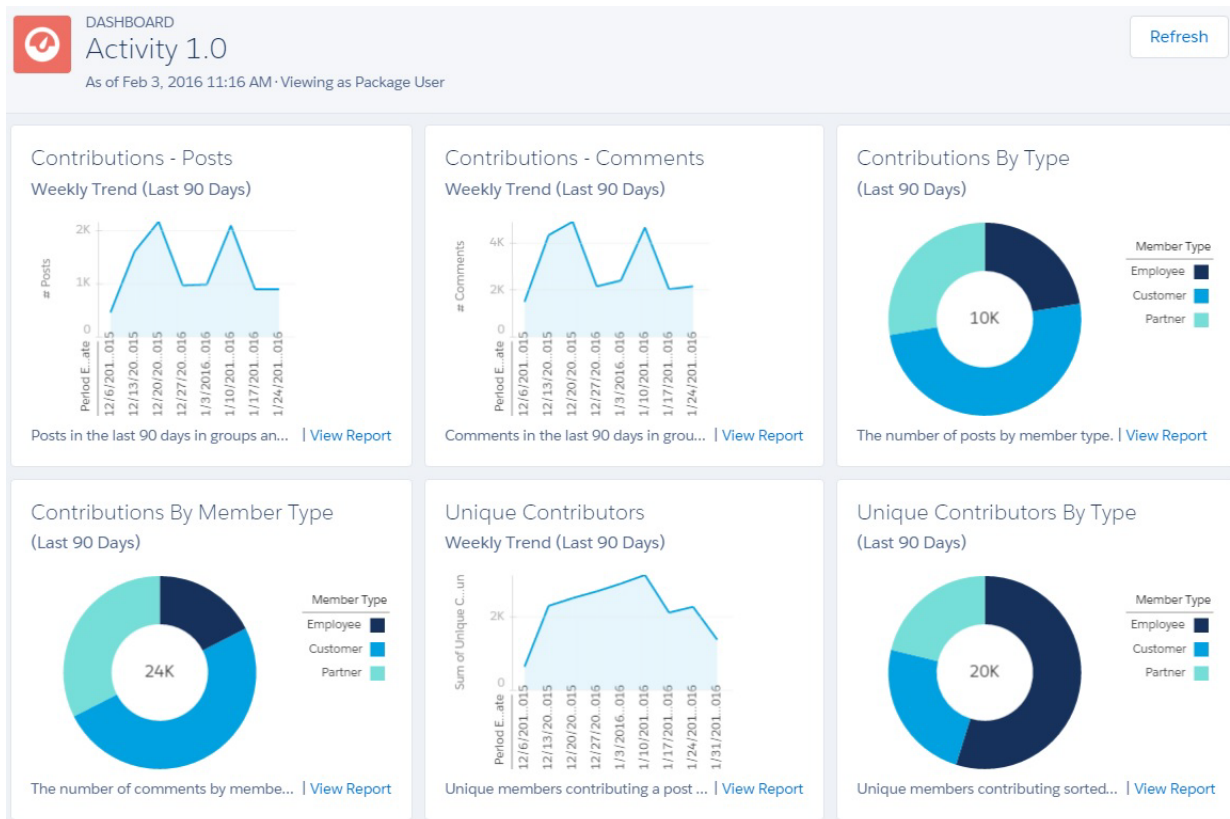 DASHBOARD
Activity 1.0
As of Feb 3, 2016 11:16 AM · Viewing as Package User
Refresh
Contributions - Posts
Weekly Trend (Last 90 Days)
# Posts
2K
1K
0
Period E...ate
12/6/201...015
12/13/20...015
12/20/20...015
12/27/20...016
1/3/2016...016
1/10/201...016
1/17/201...016
1/24/201...016
Posts in the last 90 days in groups an... | View Report
Contributions - Comments
Weekly Trend (Last 90 Days)
# Comments
4K
2K
0
Period E...ate
12/6/201...015
12/13/20...015
12/20/20...015
12/27/20...016
1/3/2016...016
1/10/201...016
1/17/201...016
1/24/201...016
Comments in the last 90 days in grou... | View Report
Contributions By Type
(Last 90 Days)
10K
Member Type
Employee
Customer
Partner
The number of posts by member type. | View Report
Contributions By Member Type
(Last 90 Days)
24K
Member Type
Employee
Customer
Partner
The number of comments by membe... | View Report
Unique Contributors
Weekly Trend (Last 90 Days)
Sum of Unique C...un
2K
0
Period E...ate
12/6/201...015
12/13/20...015
12/20/20...015
12/27/20...016
1/3/2016...016
1/10/201...016
1/17/201...016
1/24/201...016
1/31/201...016
Unique members contributing a post ... | View Report
Unique Contributors By Type
(Last 90 Days)
20K
Member Type
Employee
Customer
Partner
Unique members contributing sorted... | View Report